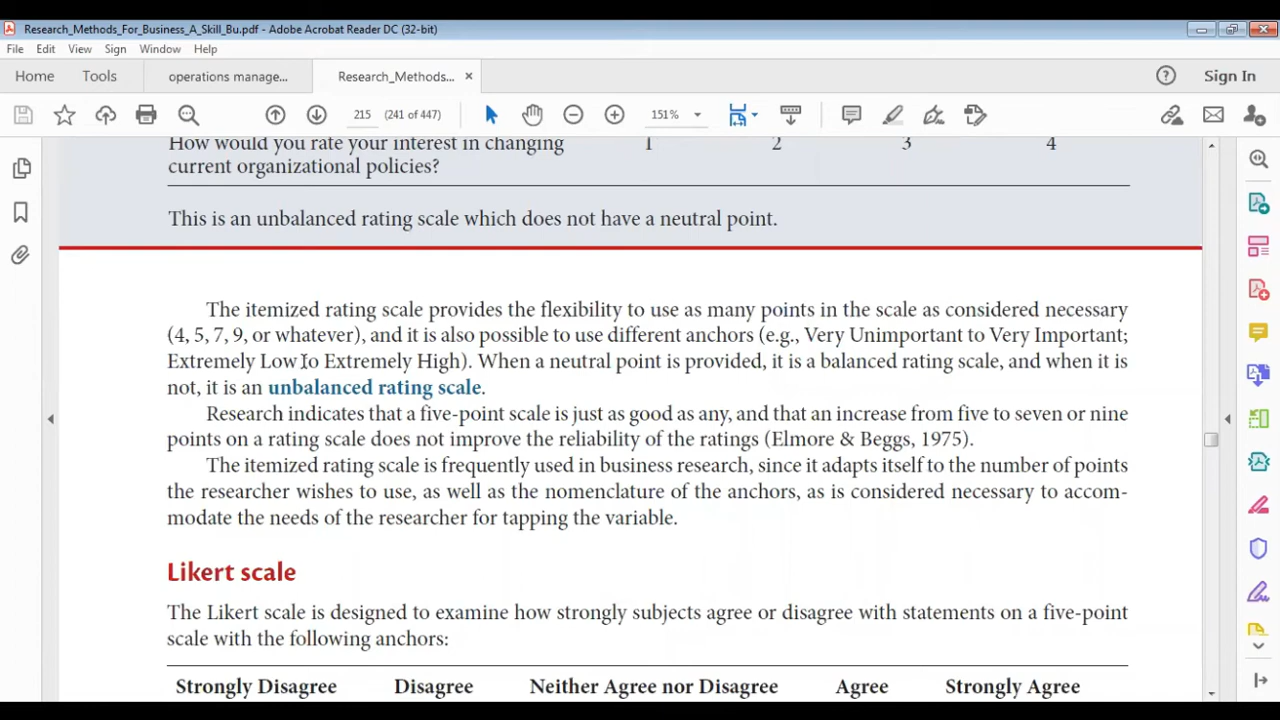 Research_Methods_For_Business_A_Skill_Bu.pdf - Adobe Acrobat Reader DC (32-bit)
File Edit View Sign Window Help
Home Tools operations manage... Research_Methods... × Sign In
215 (241 of 447) 151%
How would you rate your interest in changing 1 2 3 4
current organizational policies?
This is an unbalanced rating scale which does not have a neutral point.
The itemized rating scale provides the flexibility to use as many points in the scale as considered necessary
(4, 5, 7, 9, or whatever), and it is also possible to use different anchors (e.g., Very Unimportant to Very Important;
Extremely Low to Extremely High). When a neutral point is provided, it is a balanced rating scale, and when it is
not, it is an unbalanced rating scale.
Research indicates that a five-point scale is just as good as any, and that an increase from five to seven or nine
points on a rating scale does not improve the reliability of the ratings (Elmore & Beggs, 1975).
The itemized rating scale is frequently used in business research, since it adapts itself to the number of points
the researcher wishes to use, as well as the nomenclature of the anchors, as is considered necessary to accom-
modate the needs of the researcher for tapping the variable.
Likert scale
The Likert scale is designed to examine how strongly subjects agree or disagree with statements on a five-point
scale with the following anchors:
Strongly Disagree Disagree Neither Agree nor Disagree Agree Strongly Agree